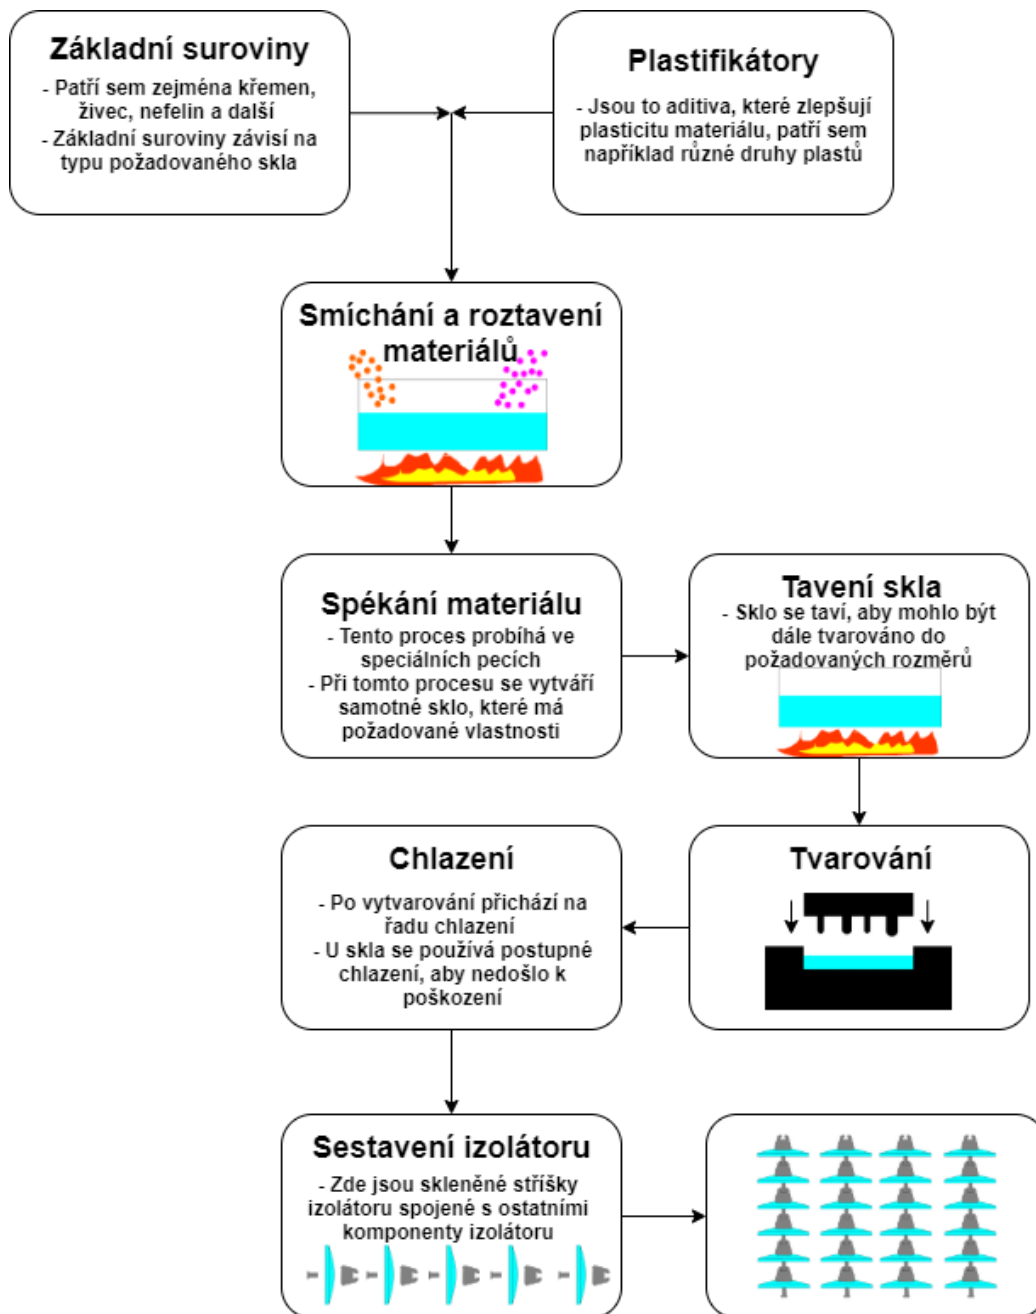 Základní suroviny
- Patří sem zejména křemen,
živec, nefelin a další
- Základní suroviny závisí na
typu požadovaného skla
Plastifikátory
- Jsou to aditiva, které zlepšují
plasticitu materiálu, patří sem
například různé druhy plastů
Smíchání a roztavení
materiálů
Spékání materiálu
- Tento proces probíhá ve
speciálních pecích
- Při tomto procesu se vytváří
samotné sklo, které má
požadované vlastnosti
Tavení skla
- Sklo se taví, aby mohlo být
dále tvarováno do
požadovaných rozměrů
Chlazení
- Po vytvarování přichází na
řadu chlazení
- U skla se používá postupné
chlazení, aby nedošlo k
poškození
Tvarování
Sestavení izolátoru
- Zde jsou skleněné stříšky
izolátoru spojené s ostatními
komponenty izolátoru